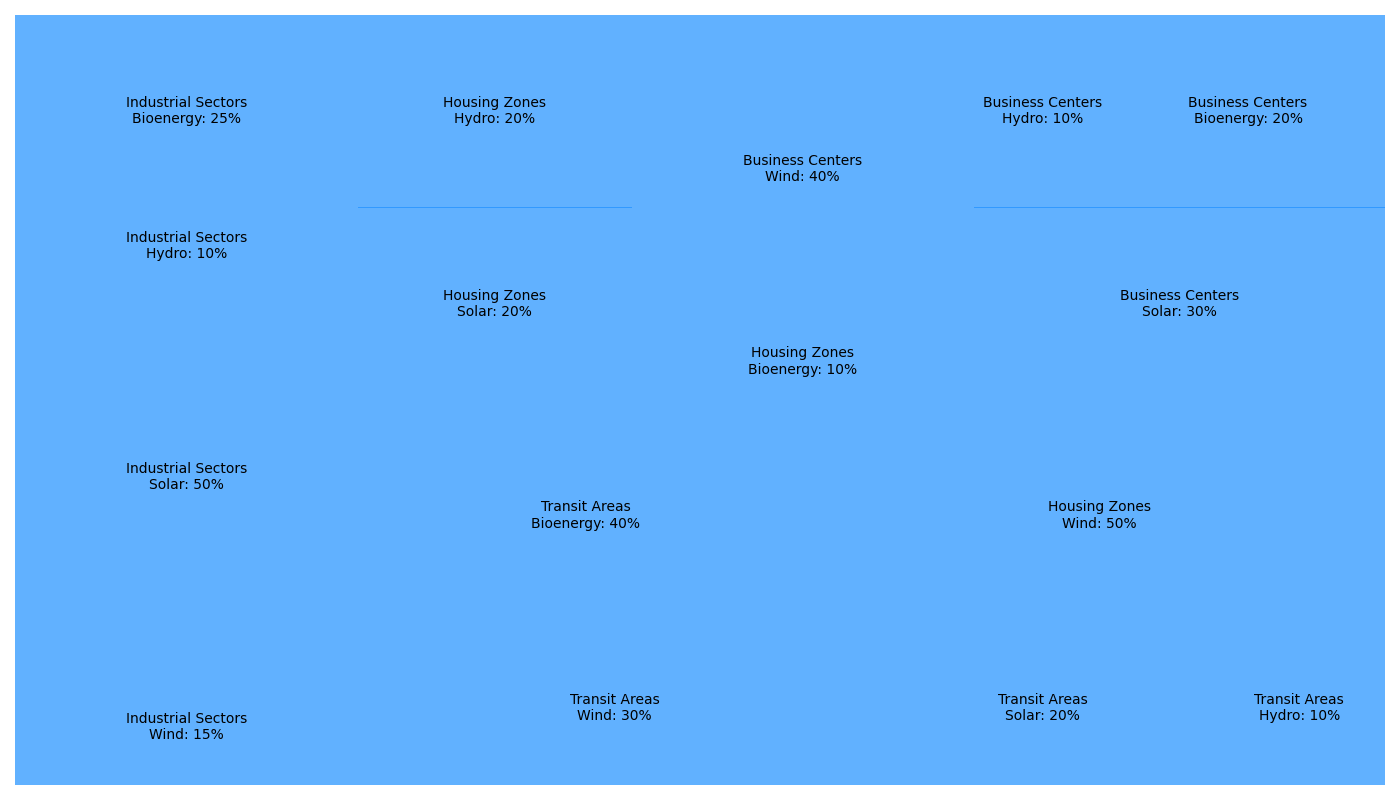 Industrial Sectors
Bioenergy: 25%
Housing Zones
Hydro: 20%
Business Centers
Hydro: 10%
Business Centers
Bioenergy: 20%
Business Centers
Wind: 40%
Industrial Sectors
Hydro: 10%
Housing Zones
Solar: 20%
Business Centers
Solar: 30%
Housing Zones
Bioenergy: 10%
Industrial Sectors
Solar: 50%
Transit Areas
Bioenergy: 40%
Housing Zones
Wind: 50%
Transit Areas
Wind: 30%
Transit Areas
Solar: 20%
Transit Areas
Hydro: 10%
Industrial Sectors
Wind: 15%